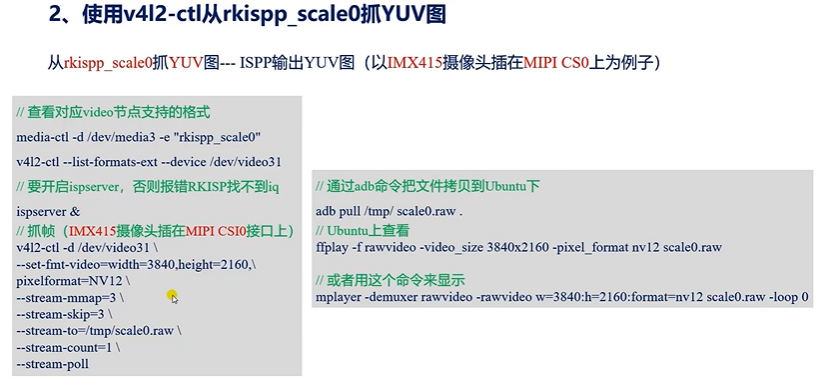 2、使用v4l2-ctl从rkispp_scale0抓YUV图
从rkispp_scale0抓YUV图--- ISPP输出YUV图（以IMX415摄像头插在MIPI CS0上为例子）
// 查看对应video节点支持的格式
media-ctl -d /dev/media3 -e "rkispp_scale0"
v4l2-ctl --list-formats-ext --device /dev/video31
// 要开启ispserver，否则报错RKISP找不到iq
ispserver &
// 抓帧（IMX415摄像头插在MIPI CSI0接口上）
v4l2-ctl -d /dev/video31 \
--set-fmt-video=width=3840,height=2160,\
pixelformat=NV12 \
--stream-mmap=3 \
--stream-skip=3 \
--stream-to=/tmp/scale0.raw \
--stream-count=1 \
--stream-poll
// 通过adb命令把文件拷贝到Ubuntu下
adb pull /tmp/ scale0.raw .
// Ubuntu上查看
ffplay -f rawvideo -video_size 3840x2160 -pixel_format nv12 scale0.raw
// 或者用这个命令来显示
mplayer -demuxer rawvideo -rawvideo w=3840:h=2160:format=nv12 scale0.raw -loop 0